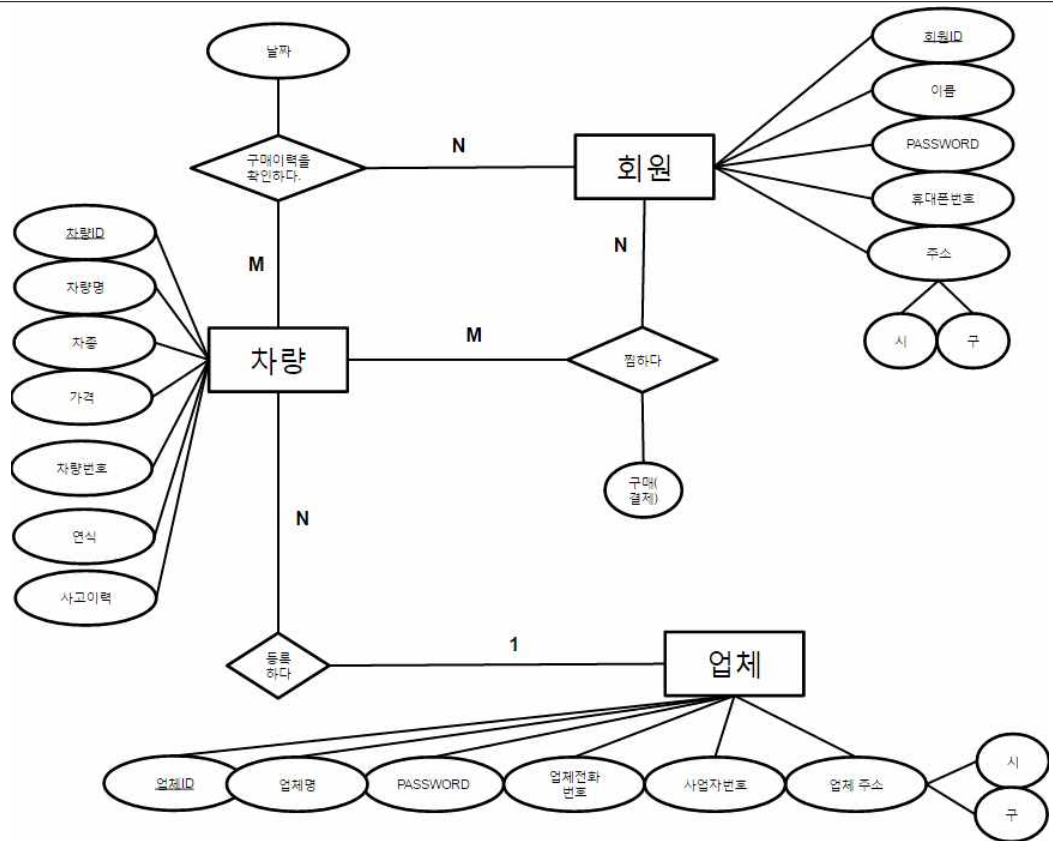 날짜
회원ID
이름
PASSWORD
휴대폰번호
주소
시
구
구매이력을
확인하다.
N
회원
M
N
차량ID
차량명
차종
가격
차량번호
연식
사고이력
차량
M
찜하다
구매(
결제)
N
등록
하다
1
업체
업체ID
업체명
PASSWORD
업체전화
번호
사업자번호
업체 주소
시
구